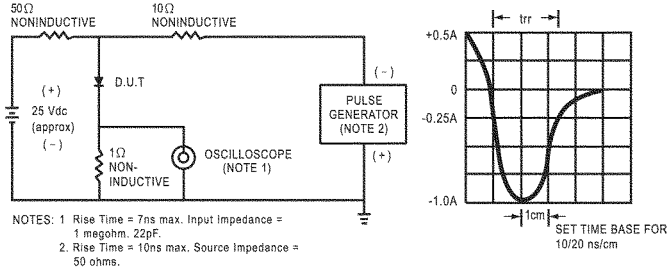 50Ω
NONINDUCTIVE
10Ω
NONINDUCTIVE
(+)
25 Vdc
(approx)
(−)
D.U.T
1Ω
NON-
INDUCTIVE
OSCILLOSCOPE
(NOTE 1)
(−)
PULSE
GENERATOR
(NOTE 2)
(+)
NOTES: 1 Rise Time = 7ns max. Input Impedance =
1 megohm. 22pF.
2. Rise Time = 10ns max. Source Impedance =
50 ohms.
trr
+0.5A
0
-0.25A
-1.0A
1cm
SET TIME BASE FOR
10/20 ns/cm